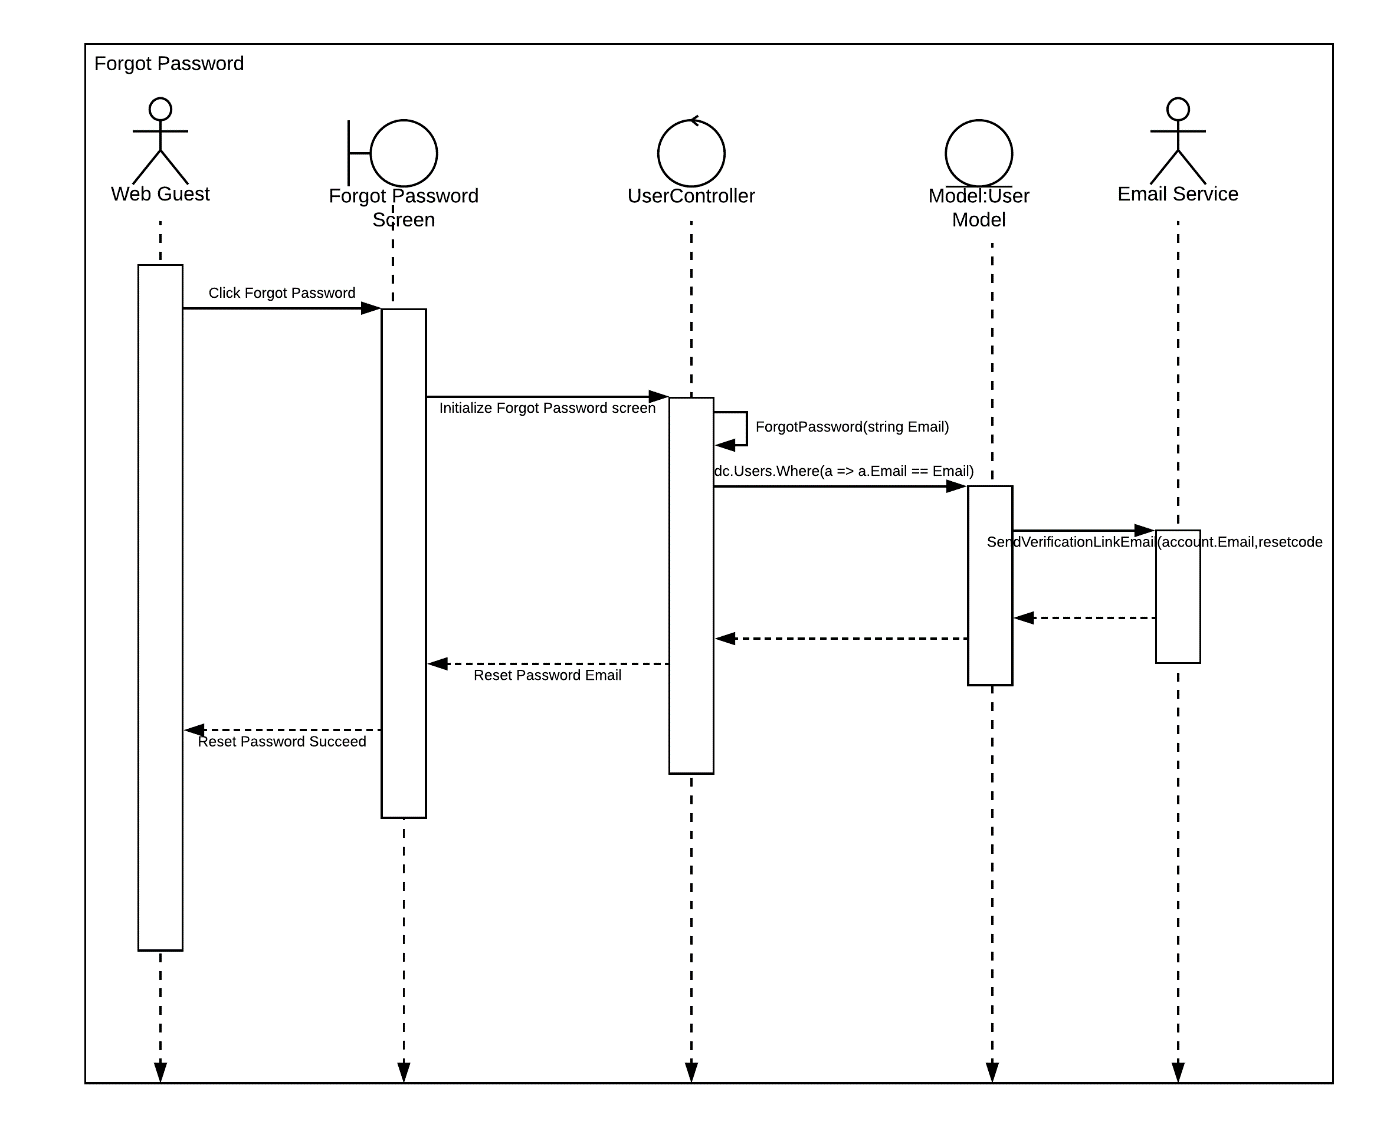 Forgot Password
Web Guest
Forgot Password
Screen
UserController
Model:User
Model
Email Service
Click Forgot Password
Initialize Forgot Password screen
ForgotPassword(string Email)
dc.Users.Where(a => a.Email == Email)
SendVerificationLinkEmail(account.Email,resetcode
Reset Password Email
Reset Password Succeed